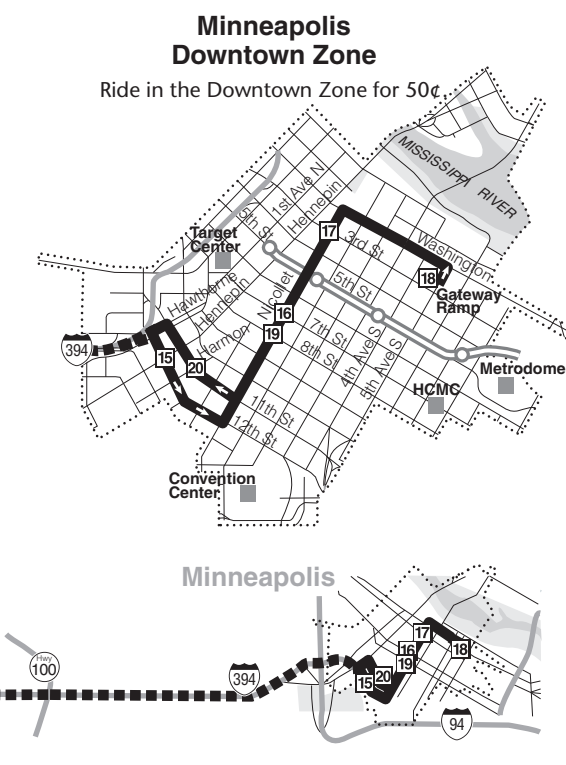 Minneapolis
Downtown Zone
Ride in the Downtown Zone for 50¢
MISSISSIPPI RIVER
1st Ave N
Hennepin
5th St
Target
Center
17
3rd St
Washington
18
Gateway
Ramp
Hawthorne
Hennepin
Nicollet
5th St
16
19
Harmon
7th St
8th St
4th Ave S
5th Ave S
394
15
20
Metrodome
HCMC
11th St
12th St
Convention
Center
Minneapolis
Hwy
100
394
17
16
18
19
15
20
94